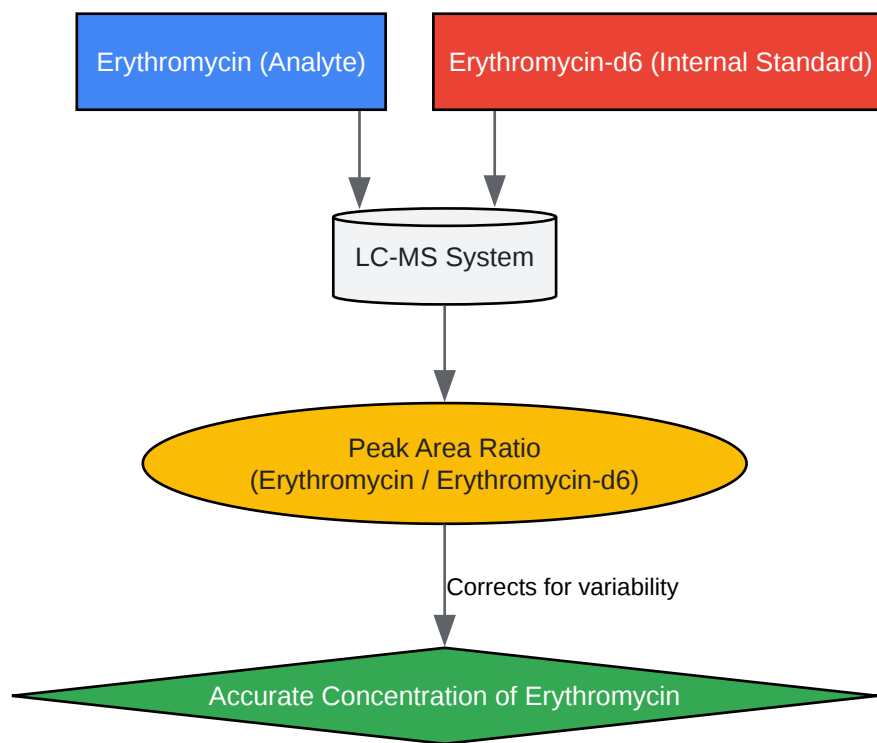 Erythromycin (Analyte)
Erythromycin-d6 (Internal Standard)
LC-MS System
Peak Area Ratio
(Erythromycin / Erythromycin-d6)
Corrects for variability
Accurate Concentration of Erythromycin